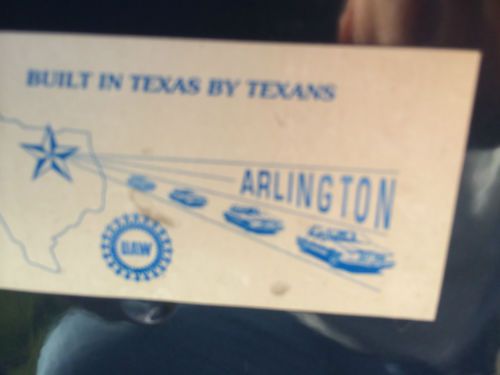 BUILT IN TEXAS BY TEXANS
ARLINGTON
UAW